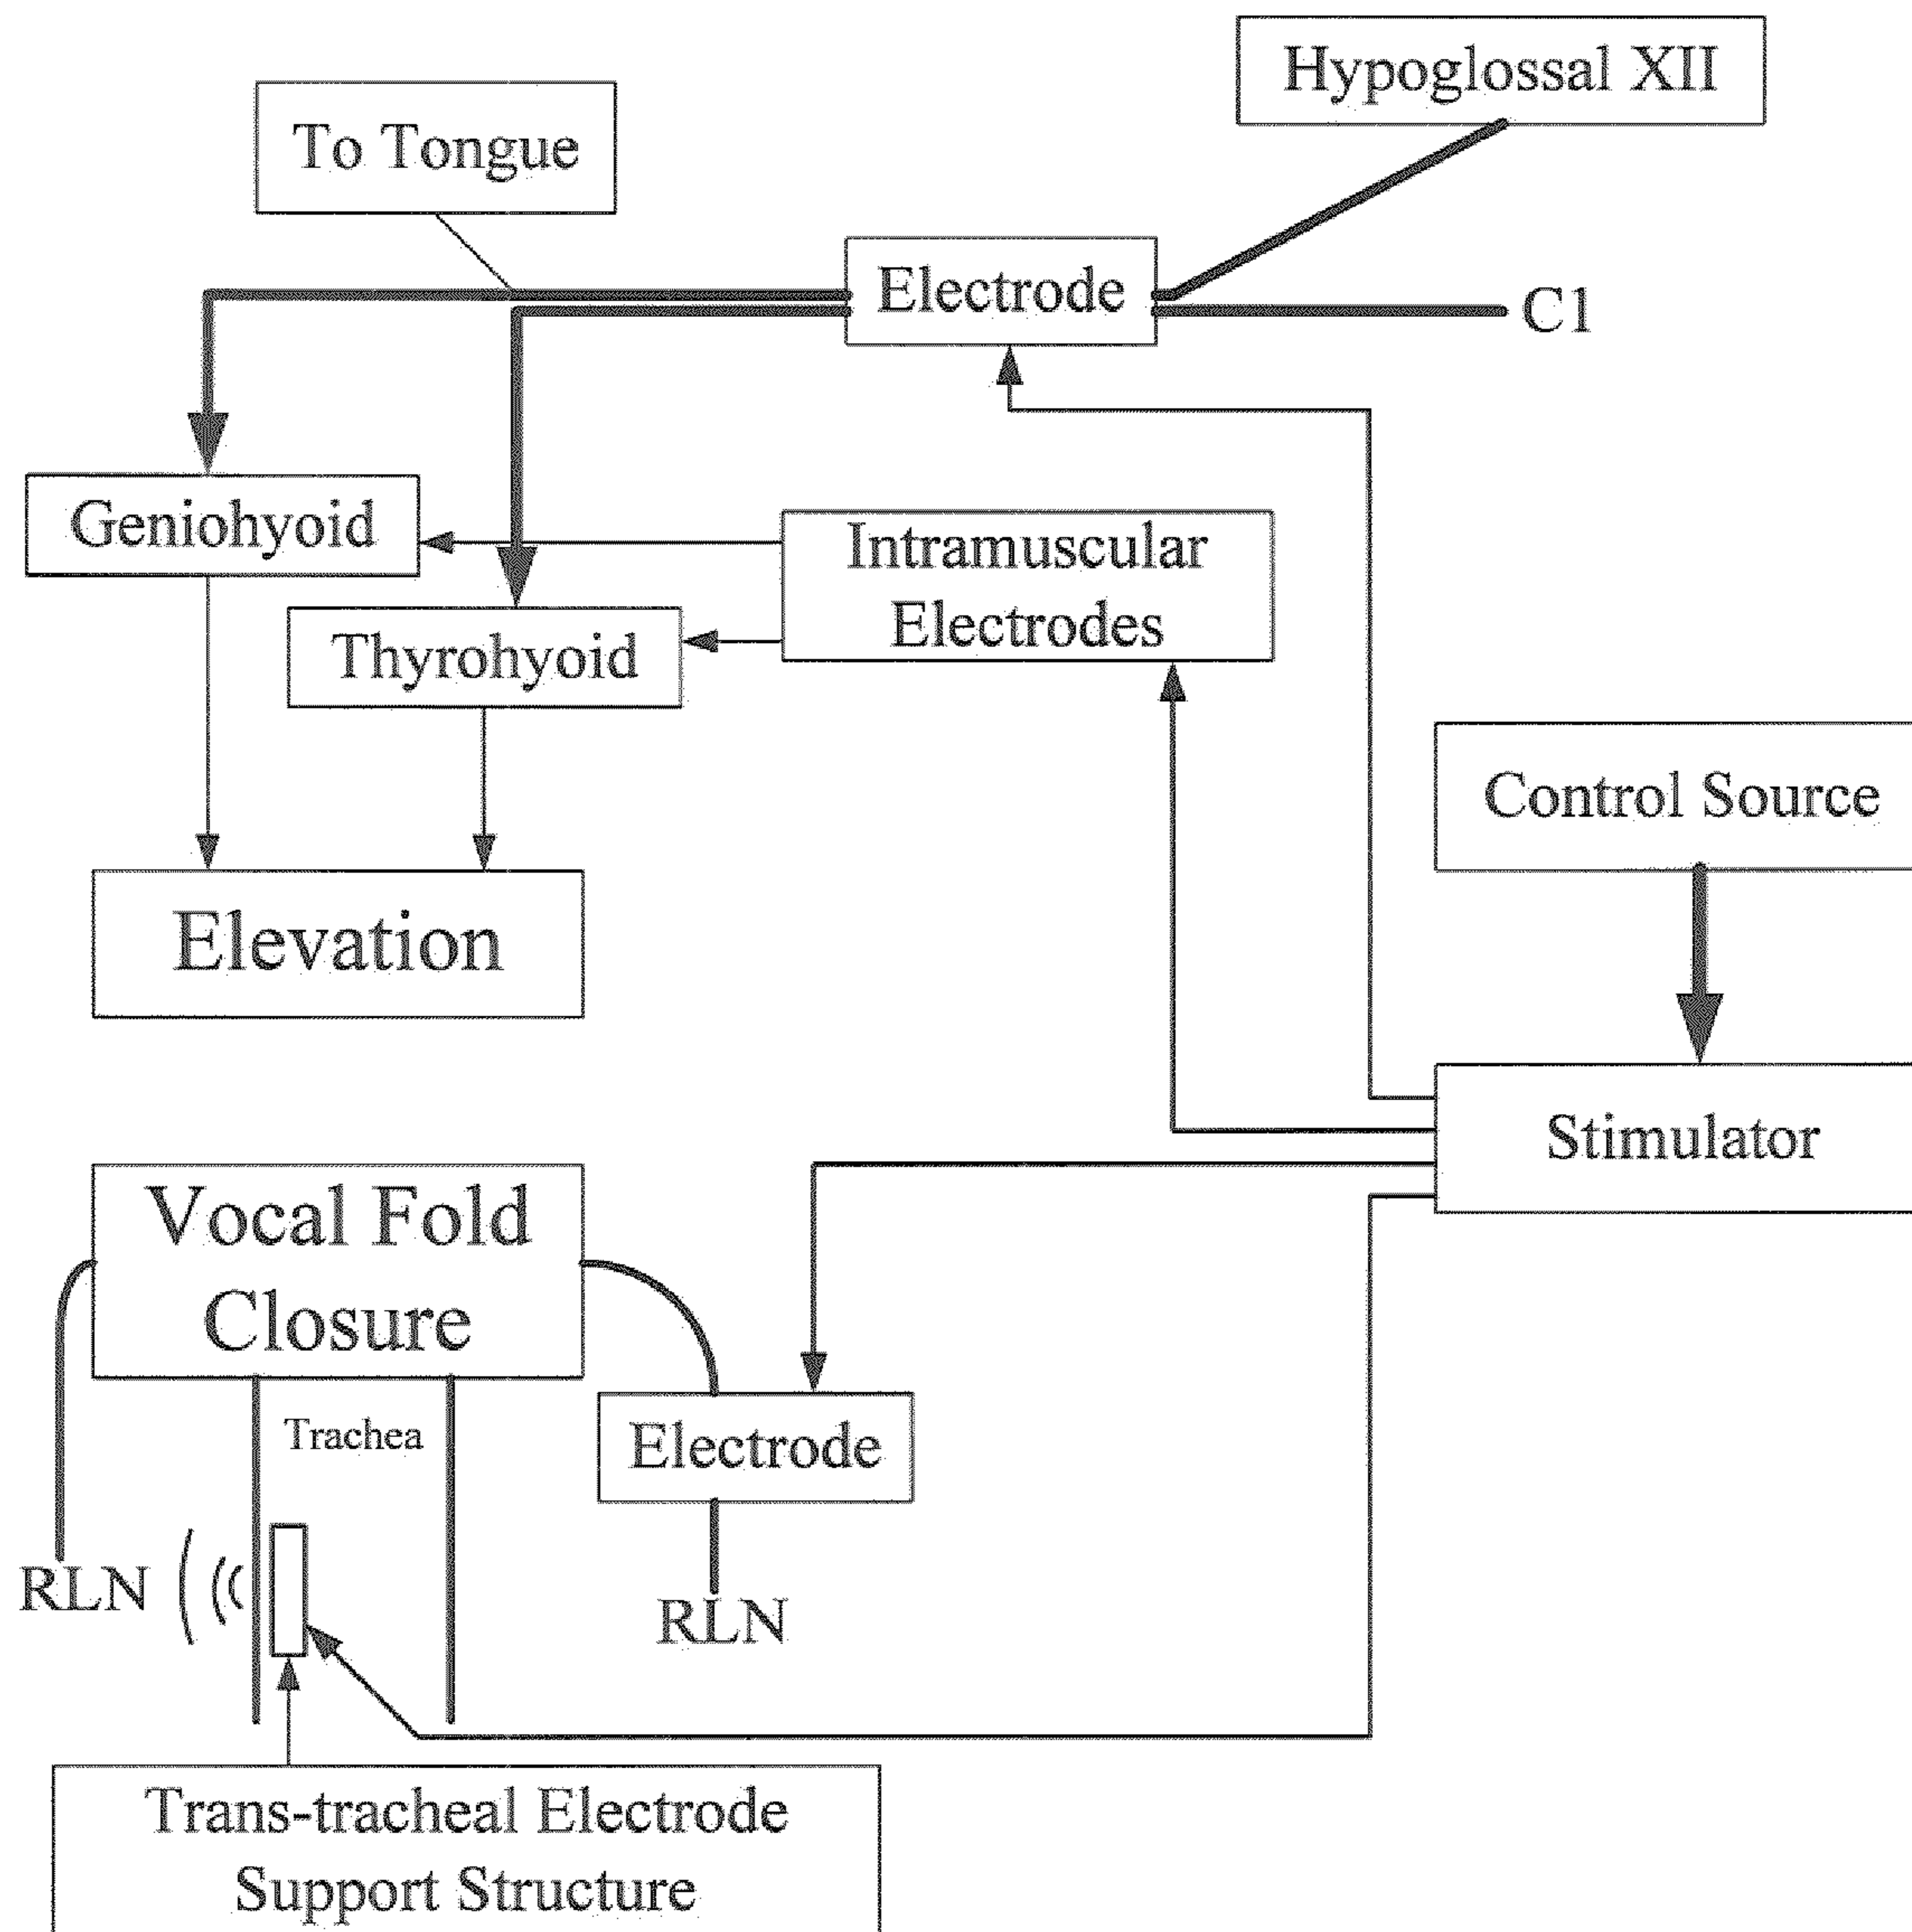 Hypoglossal XII
To Tongue
Electrode
C1
Geniohyoid
Intramuscular
Electrodes
Thyrohyoid
Control Source
Elevation
Stimulator
Vocal Fold
Closure
Trachea
Electrode
RLN
RLN
Trans-tracheal Electrode
Support Structure